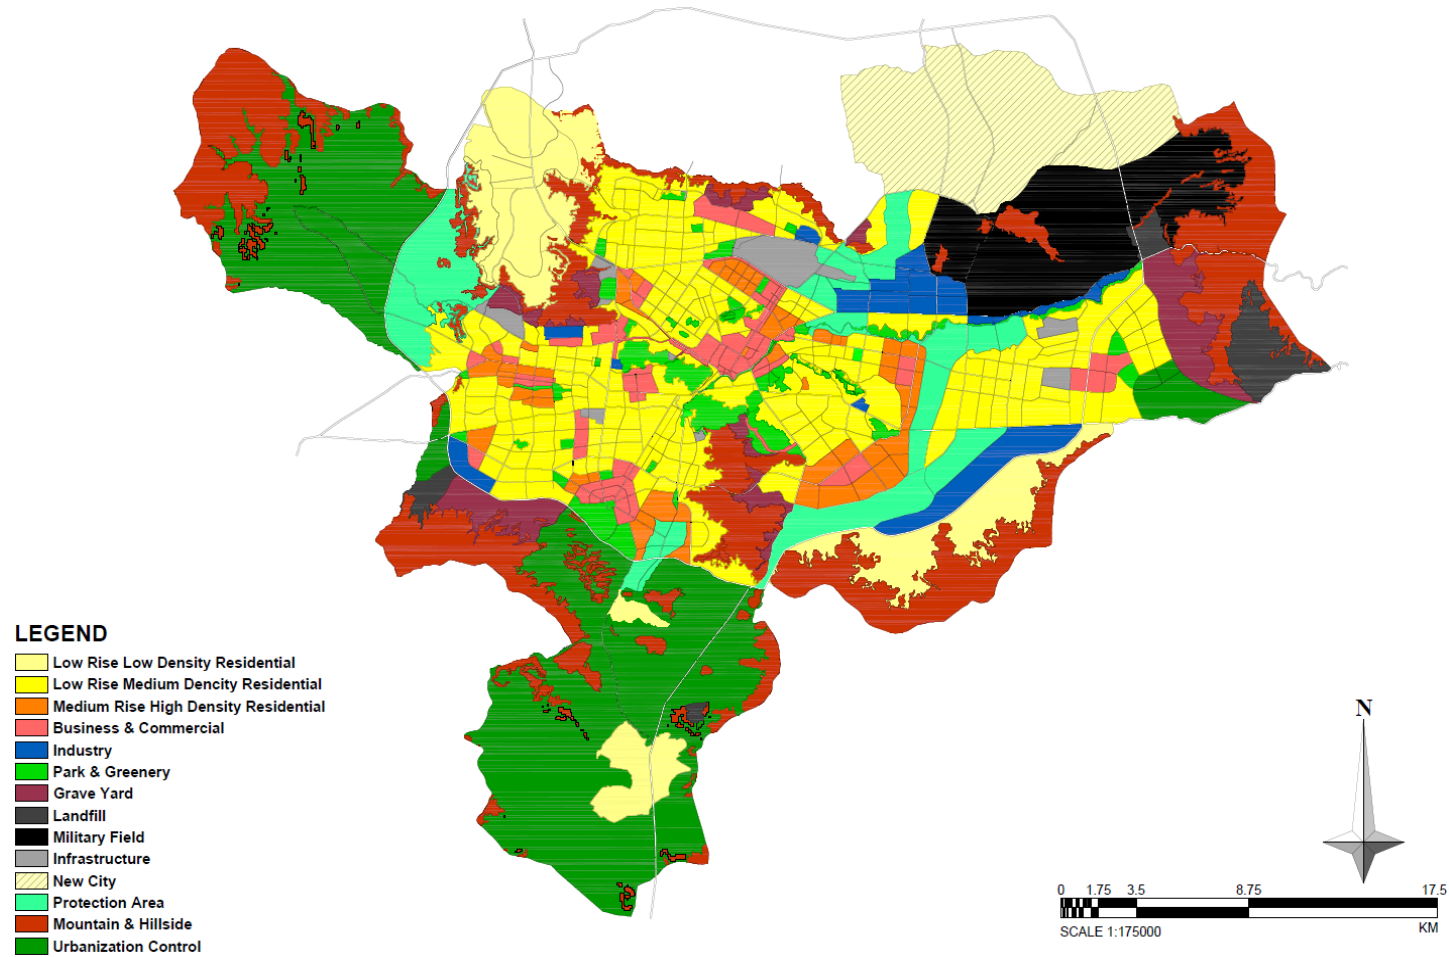 LEGEND
Low Rise Low Density Residential
Low Rise Medium Dencity Residential
Medium Rise High Density Residential
Business & Commercial
Industry
Park & Greenery
Grave Yard
Landfill
Military Field
Infrastructure
New City
Protection Area
Mountain & Hillside
Urbanization Control
N
0 1.75 3.5 8.75 17.5
SCALE 1:175000 KM